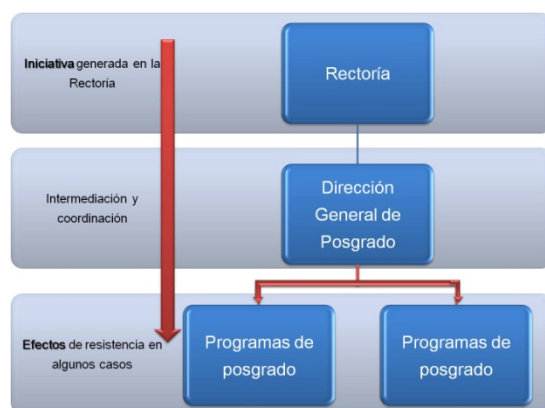 Iniciativa generada en la
Rectoría
Rectoría
Intermediación y
coordinación
Dirección
General de
Posgrado
Efectos de resistencia en
algunos casos
Programas de
posgrado
Programas de
posgrado